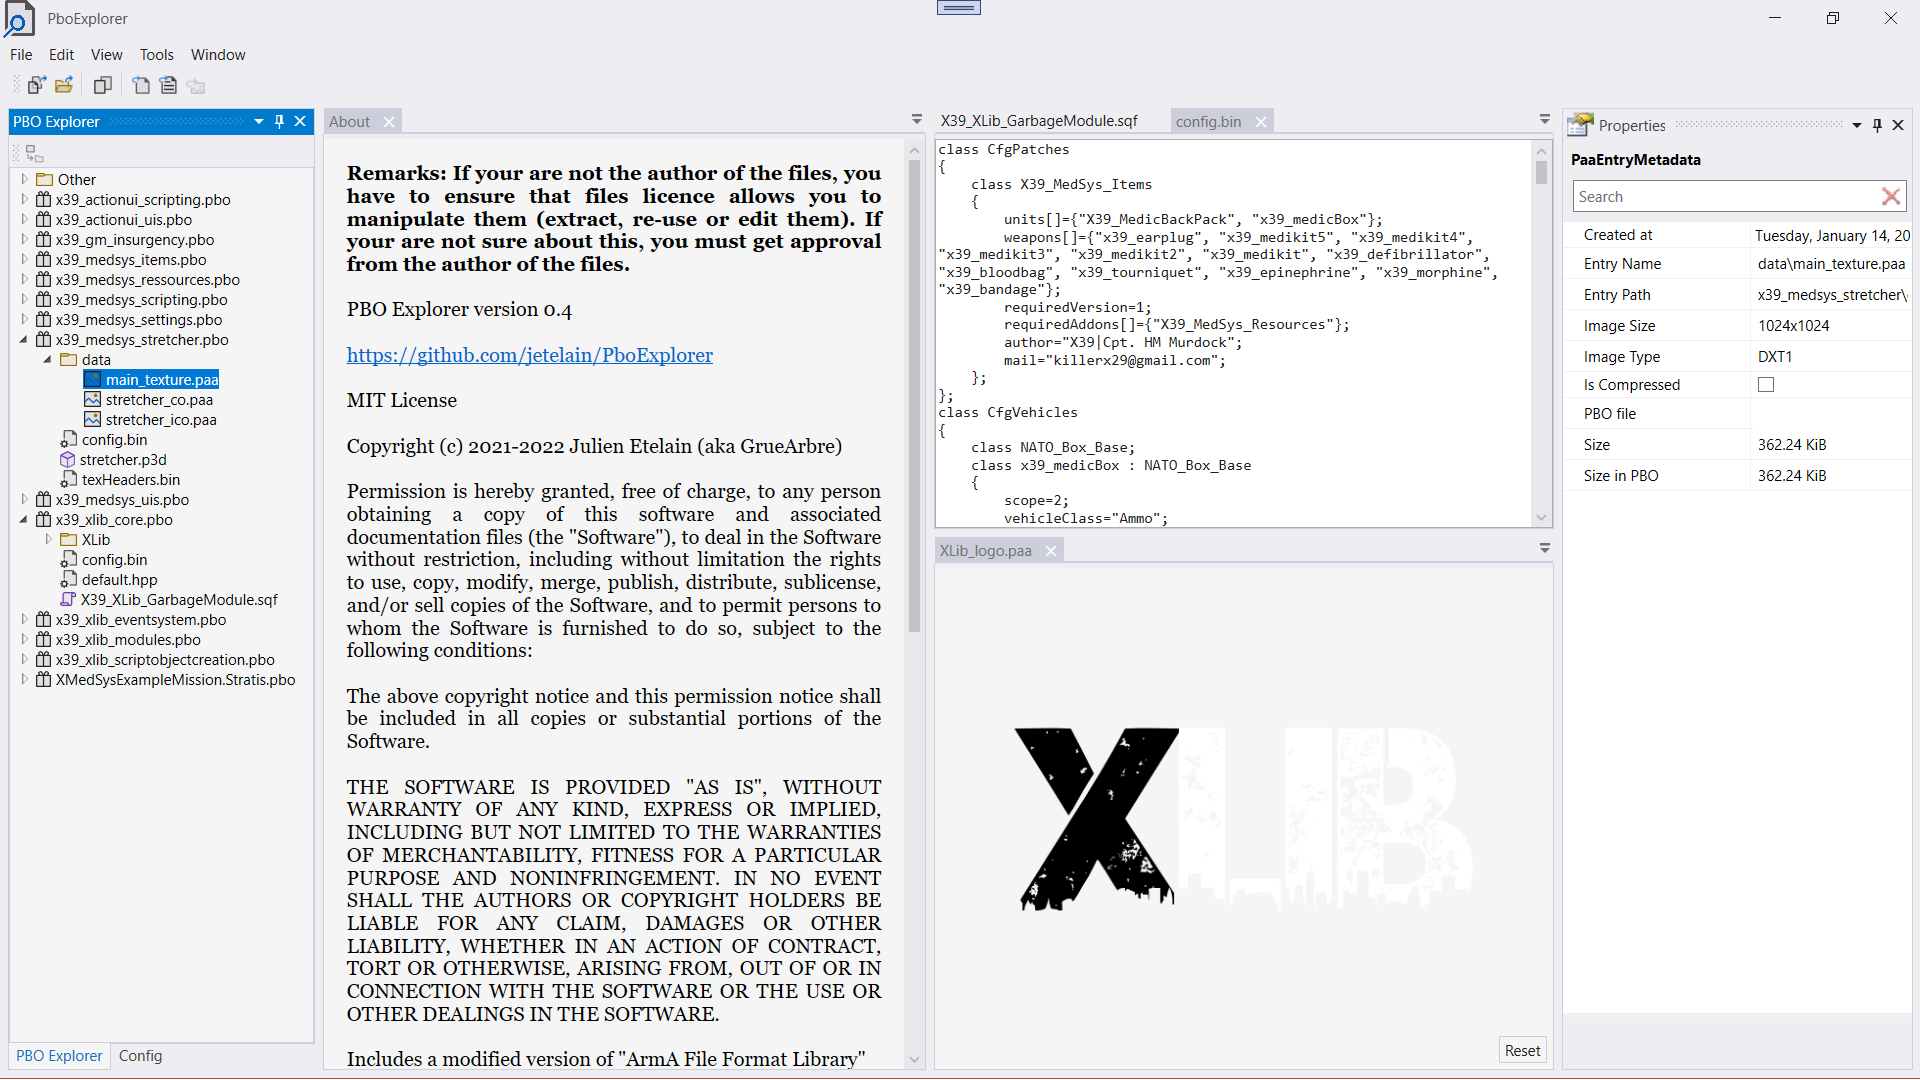 PboExplorer
File Edit View Tools Window
PBO Explorer
Other
x39_actionui_scripting.pbo
x39_actionui_uis.pbo
x39_gm_insurgency.pbo
x39_medsys_items.pbo
x39_medsys_ressources.pbo
x39_medsys_scripting.pbo
x39_medsys_settings.pbo
x39_medsys_stretcher.pbo
data
main_texture.paa
stretcher_co.paa
stretcher_ico.paa
config.bin
stretcher.p3d
texHeaders.bin
x39_medsys_uis.pbo
x39_xlib_core.pbo
XLib
config.bin
default.hpp
X39_XLib_GarbageModule.sqf
x39_xlib_eventsystem.pbo
x39_xlib_modules.pbo
x39_xlib_scriptobjectcreation.pbo
XMedSysExampleMission.Stratis.pbo
PBO Explorer Config
About
Remarks: If your are not the author of the files, you
have to ensure that files licence allows you to
manipulate them (extract, re-use or edit them). If
your are not sure about this, you must get approval
from the author of the files.
PBO Explorer version 0.4
https://github.com/jetelain/PboExplorer
MIT License
Copyright (c) 2021-2022 Julien Etelain (aka GrueArbre)
Permission is hereby granted, free of charge, to any person
obtaining a copy of this software and associated
documentation files (the "Software"), to deal in the Software
without restriction, including without limitation the rights
to use, copy, modify, merge, publish, distribute, sublicense,
and/or sell copies of the Software, and to permit persons to
whom the Software is furnished to do so, subject to the
following conditions:
The above copyright notice and this permission notice shall
be included in all copies or substantial portions of the
Software.
THE SOFTWARE IS PROVIDED "AS IS", WITHOUT
WARRANTY OF ANY KIND, EXPRESS OR IMPLIED,
INCLUDING BUT NOT LIMITED TO THE WARRANTIES
OF MERCHANTABILITY, FITNESS FOR A PARTICULAR
PURPOSE AND NONINFRINGEMENT. IN NO EVENT
SHALL THE AUTHORS OR COPYRIGHT HOLDERS BE
LIABLE FOR ANY CLAIM, DAMAGES OR OTHER
LIABILITY, WHETHER IN AN ACTION OF CONTRACT,
TORT OR OTHERWISE, ARISING FROM, OUT OF OR IN
CONNECTION WITH THE SOFTWARE OR THE USE OR
OTHER DEALINGS IN THE SOFTWARE.
Includes a modified version of "ArmA File Format Library"
X39_XLib_GarbageModule.sqf config.bin
class CfgPatches
{
class X39_MedSys_Items
{
units[]={"X39_MedicBackPack", "x39_medicBox"};
weapons[]={"x39_earplug", "x39_medikit5", "x39_medikit4",
"x39_medikit3", "x39_medikit2", "x39_medikit", "x39_defibrillator",
"x39_bloodbag", "x39_tourniquet", "x39_epinephrine", "x39_morphine",
"x39_bandage"};
requiredVersion=1;
requiredAddons[]={"X39_MedSys_Resources"};
author="X39|Cpt. HM Murdock";
mail="killerx29@gmail.com";
};
};
class CfgVehicles
{
class NATO_Box_Base;
class x39_medicBox : NATO_Box_Base
{
scope=2;
vehicleClass="Ammo";
XLib_logo.paa
XLIB
Reset
Properties
PaaEntryMetadata
Search
Created at Tuesday, January 14, 20
Entry Name data\main_texture.paa
Entry Path x39_medsys_stretcher\
Image Size 1024x1024
Image Type DXT1
Is Compressed
PBO file
Size 362.24 KiB
Size in PBO 362.24 KiB